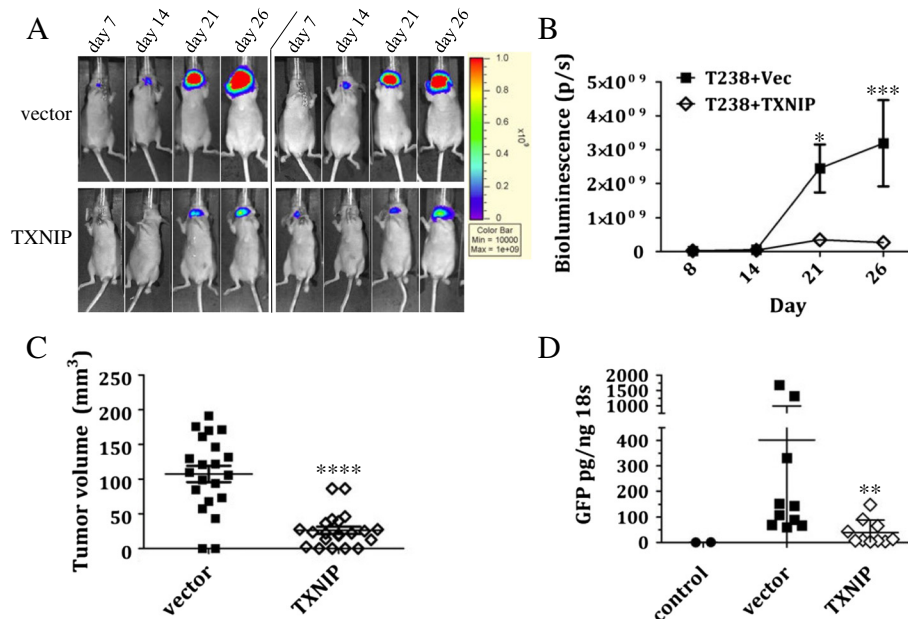 A
day 7 day 14 day 21 day 26 day 7 day 14 day 21 day 26
vector
TXNIP
1.0
0.8
0.6
0.4
0.2
0
x10⁹
Color Bar
Min = 10000
Max = 1e+09
B
Bioluminescence (p/s)
5×10⁰⁹
4×10⁰⁹
3×10⁰⁹
2×10⁰⁹
1×10⁰⁹
0
T238+Vec
T238+TXNIP
*
***
8 14 21 26
Day
C
Tumor volume (mm³)
250
200
150
100
50
0
****
vector TXNIP
D
GFP pg/ng 18s
2000
1500
1000
400
300
200
100
0
**
control vector TXNIP